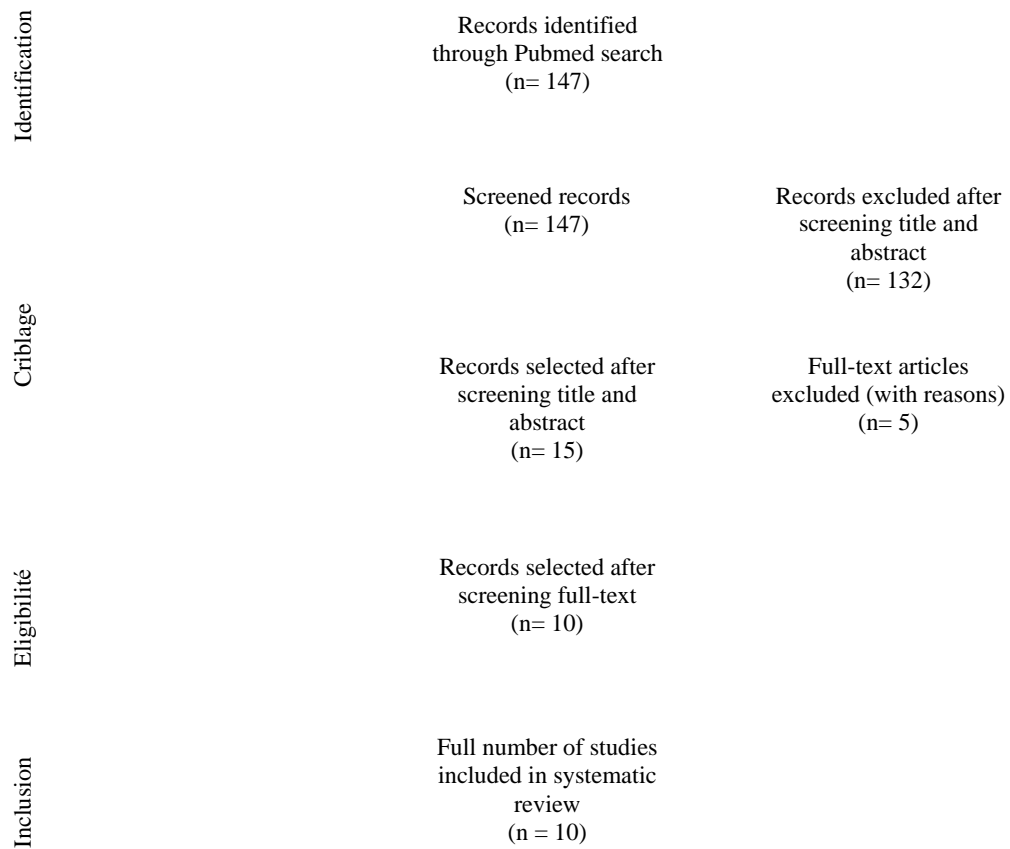 Identification
Records identified
through Pubmed search
(n= 147)
Criblage
Screened records
(n= 147)
Records excluded after
screening title and
abstract
(n= 132)
Records selected after
screening title and
abstract
(n= 15)
Full-text articles
excluded (with reasons)
(n= 5)
Eligibilité
Records selected after
screening full-text
(n= 10)
Inclusion
Full number of studies
included in systematic
review
(n = 10)